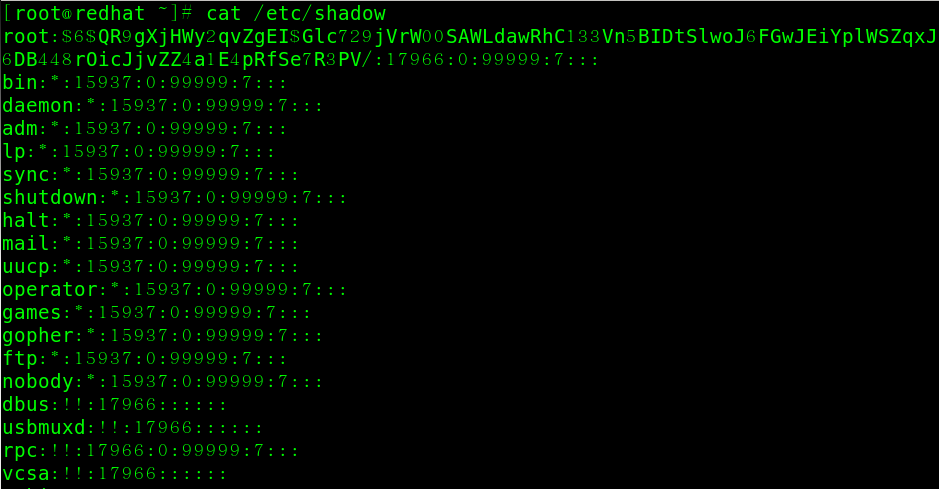 [root@redhat ~]# cat /etc/shadow
root:$6$QR9gXjHWy2qvZgEI$Glc729jVrW00SAWLdawRhC133Vn5BIDtSlwoJ6FGwJEiYplWSZqxJ
6DB448rOicJjvZZ4a1E4pRfSe7R3PV/:17966:0:99999:7:::
bin:*:15937:0:99999:7:::
daemon:*:15937:0:99999:7:::
adm:*:15937:0:99999:7:::
lp:*:15937:0:99999:7:::
sync:*:15937:0:99999:7:::
shutdown:*:15937:0:99999:7:::
halt:*:15937:0:99999:7:::
mail:*:15937:0:99999:7:::
uucp:*:15937:0:99999:7:::
operator:*:15937:0:99999:7:::
games:*:15937:0:99999:7:::
gopher:*:15937:0:99999:7:::
ftp:*:15937:0:99999:7:::
nobody:*:15937:0:99999:7:::
dbus:!!:17966::::::
usbmuxd:!!:17966::::::
rpc:!!:17966:0:99999:7:::
vcsa:!!:17966::::::